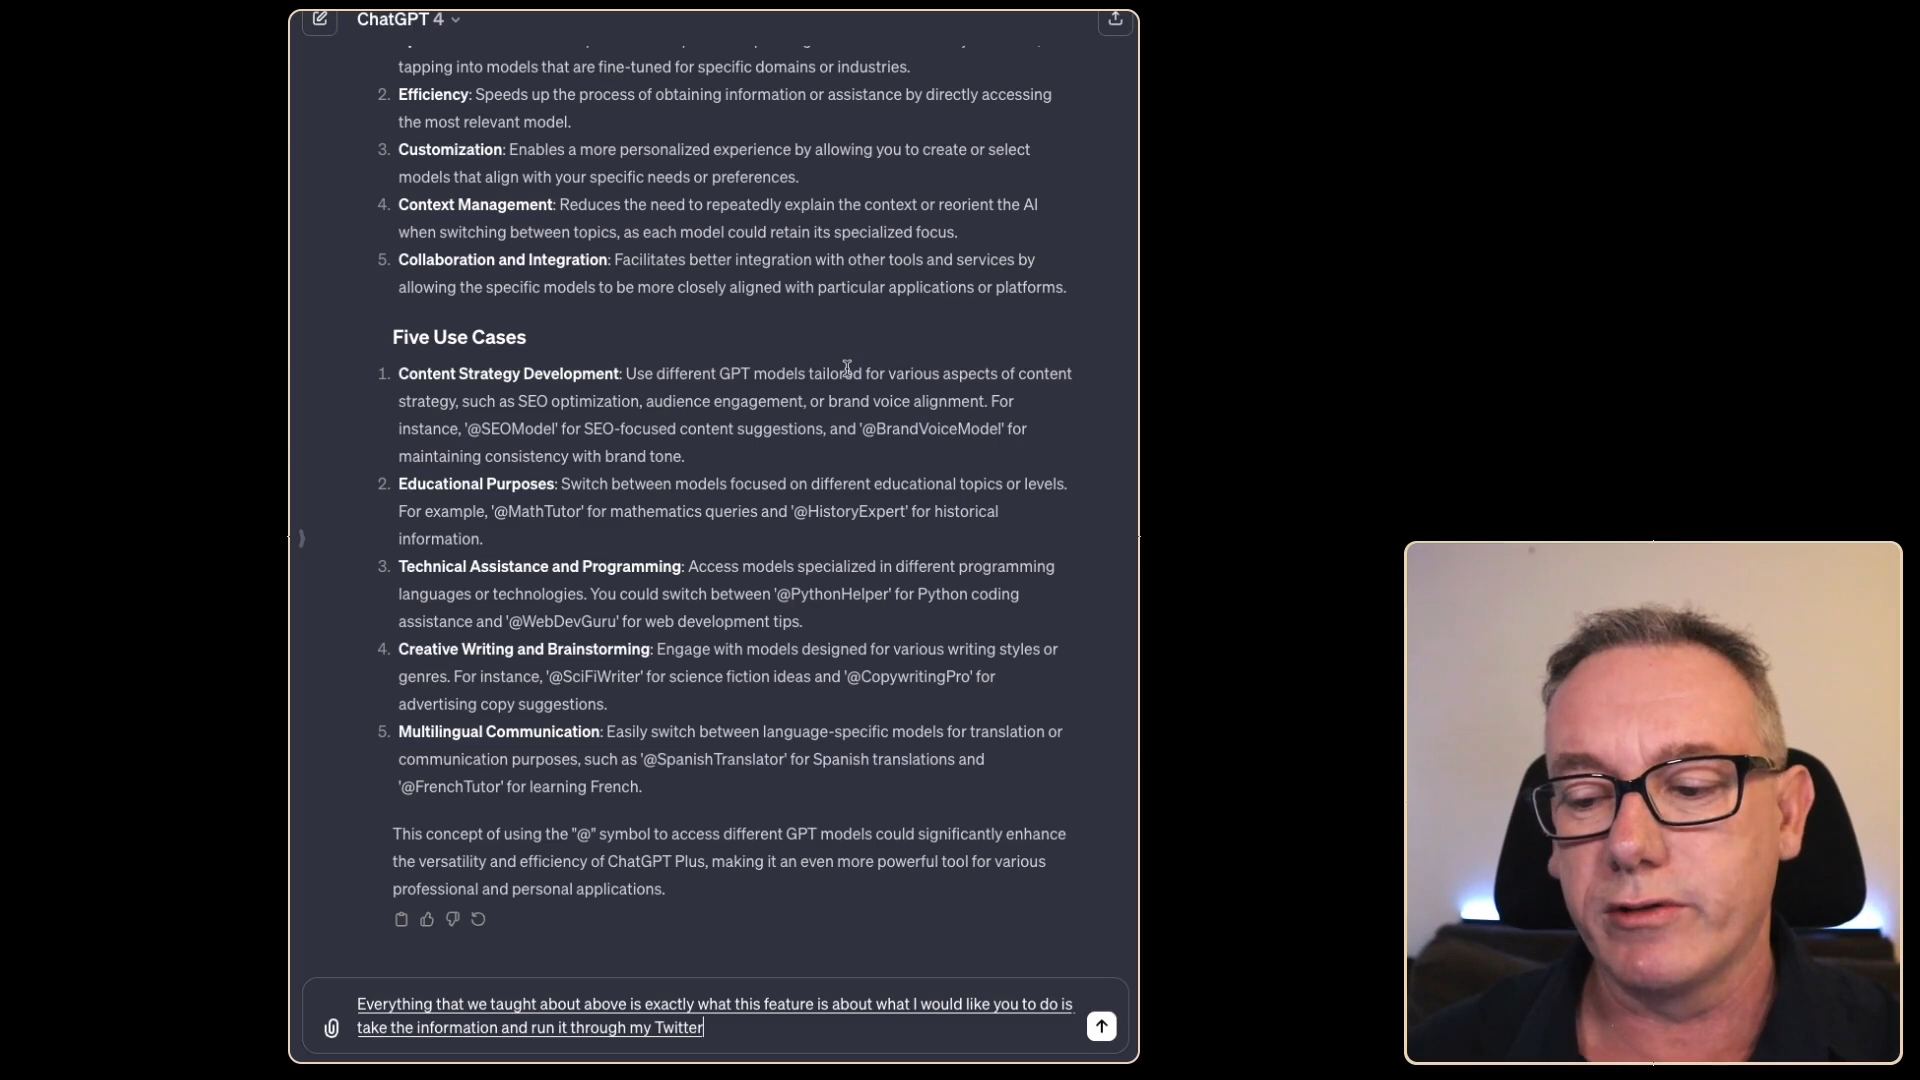 ChatGPT 4
tapping into models that are fine-tuned for specific domains or industries.
2. Efficiency: Speeds up the process of obtaining information or assistance by directly accessing
the most relevant model.
3. Customization: Enables a more personalized experience by allowing you to create or select
models that align with your specific needs or preferences.
4. Context Management: Reduces the need to repeatedly explain the context or reorient the AI
when switching between topics, as each model could retain its specialized focus.
5. Collaboration and Integration: Facilitates better integration with other tools and services by
allowing the specific models to be more closely aligned with particular applications or platforms.
Five Use Cases
1. Content Strategy Development: Use different GPT models tailored for various aspects of content
strategy, such as SEO optimization, audience engagement, or brand voice alignment. For
instance, '@SEOModel' for SEO-focused content suggestions, and '@BrandVoiceModel' for
maintaining consistency with brand tone.
2. Educational Purposes: Switch between models focused on different educational topics or levels.
For example, '@MathTutor' for mathematics queries and '@HistoryExpert' for historical
information.
3. Technical Assistance and Programming: Access models specialized in different programming
languages or technologies. You could switch between '@PythonHelper' for Python coding
assistance and '@WebDevGuru' for web development tips.
4. Creative Writing and Brainstorming: Engage with models designed for various writing styles or
genres. For instance, '@SciFiWriter' for science fiction ideas and '@CopywritingPro' for
advertising copy suggestions.
5. Multilingual Communication: Easily switch between language-specific models for translation or
communication purposes, such as '@SpanishTranslator' for Spanish translations and
'@FrenchTutor' for learning French.
This concept of using the "@" symbol to access different GPT models could significantly enhance
the versatility and efficiency of ChatGPT Plus, making it an even more powerful tool for various
professional and personal applications.
Everything that we taught about above is exactly what this feature is about what I would like you to do is
take the information and run it through my Twitter